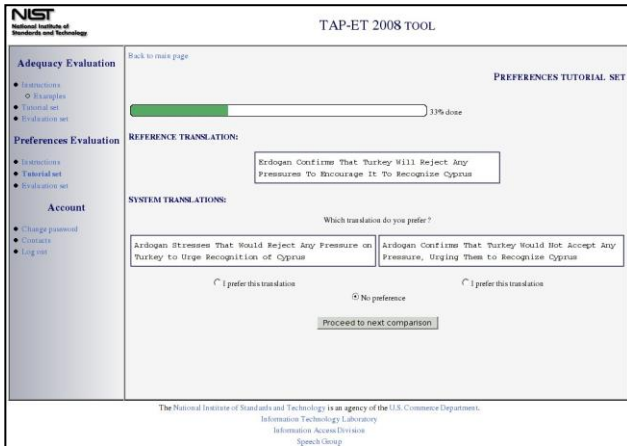 NIST
National Institute of
Standards and Technology
TAP-ET 2008 TOOL
Adequacy Evaluation
Instructions
Examples
Tutorial set
Evaluation set
Preferences Evaluation
Instructions
Tutorial set
Evaluation set
Account
Change password
Contacts
Log out
Back to main page
PREFERENCES TUTORIAL SET
33% done
REFERENCE TRANSLATION:
Erdogan Confirms That Turkey Will Reject Any
Pressures To Encourage It To Recognize Cyprus
SYSTEM TRANSLATIONS:
Which translation do you prefer ?
Ardogan Stresses That Would Reject Any Pressure on
Turkey to Urge Recognition of Cyprus
Ardogan Confirms That Turkey Would Not Accept Any
Pressure, Urging Them to Recognize Cyprus
I prefer this translation
I prefer this translation
No preference
Proceed to next comparison
The National Institute of Standards and Technology is an agency of the U.S. Commerce Department.
Information Technology Laboratory
Information Access Division
Speech Group